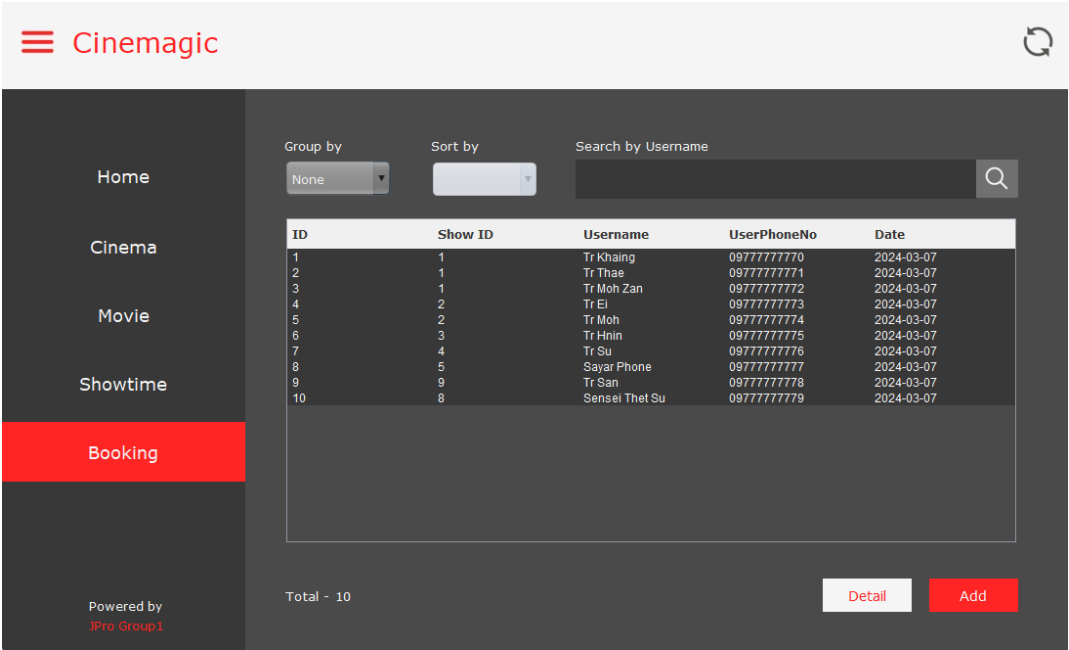 Cinemagic
Home
Cinema
Movie
Showtime
Booking
Powered by
JPro Group1
Group by Sort by Search by Username
None
ID Show ID Username UserPhoneNo Date
1 1 Tr Khaing 09777777770 2024-03-07
2 1 Tr Thae 09777777771 2024-03-07
3 1 Tr Moh Zan 09777777772 2024-03-07
4 2 Tr Ei 09777777773 2024-03-07
5 2 Tr Moh 09777777774 2024-03-07
6 3 Tr Hnin 09777777775 2024-03-07
7 4 Tr Su 09777777776 2024-03-07
8 5 Sayar Phone 09777777777 2024-03-07
9 9 Tr San 09777777778 2024-03-07
10 8 Sensei Thet Su 09777777779 2024-03-07
Total - 10 Detail Add